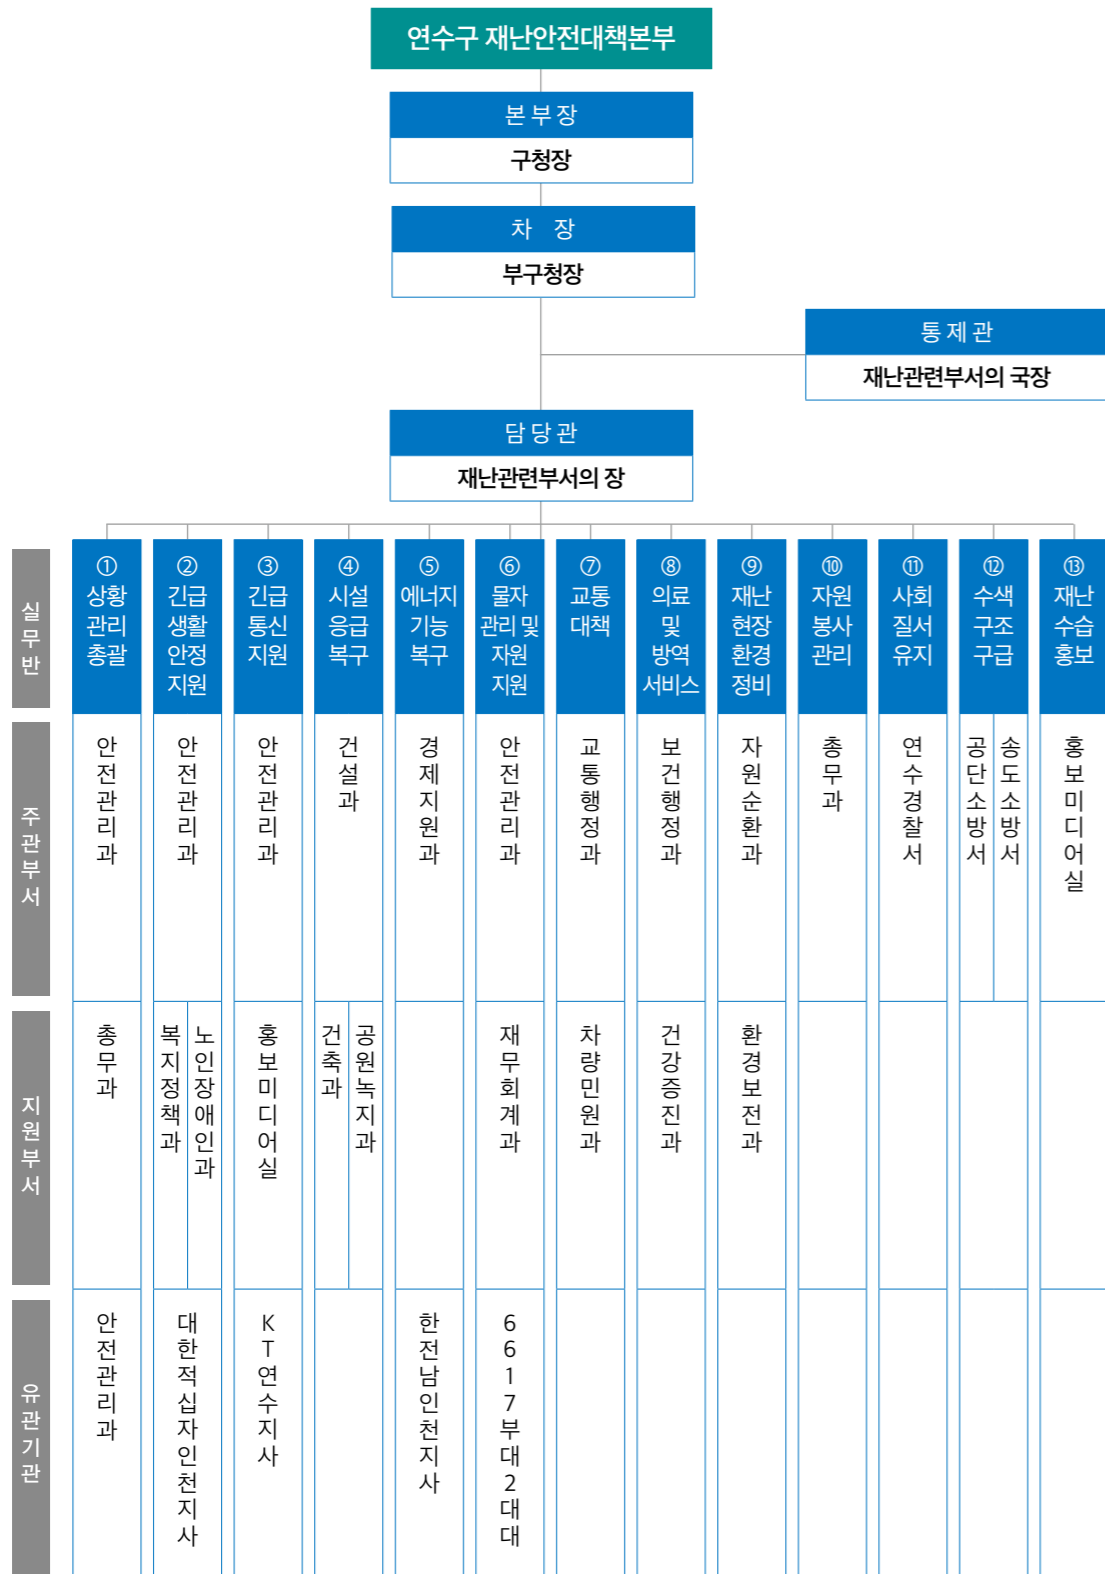 연수구 재난안전대책본부
본부장
구청장
차 장
부구청장
통제관
재난관련부서의 국장
담당관
재난관련부서의 장
실무반
①
상황
관리
총괄
②
긴급
생활
안정
지원
③
긴급
통신
지원
④
시설
응급
복구
⑤
에너지
기능
복구
⑥
물자
관리 및
자원
지원
⑦
교통
대책
⑧
의료
및
방역
서비스
⑨
재난
현장
환경
정비
⑩
자원
봉사
관리
⑪
사회
질서
유지
⑫
수색
구조
구급
⑬
재난
수습
홍보
주관부서
안전관리과
안전관리과
안전관리과
건설과
경제지원과
안전관리과
교통행정과
보건행정과
자원순환과
총무과
연수경찰서
공단소방서
송도소방서
홍보미디어실
지원부서
총무과
복지정책과
노인장애인과
홍보미디어실
건축과
공원녹지과
재무회계과
차량민원과
건강증진과
환경보전과
유관기관
안전관리과
대한적십자인천지사
KT연수지사
한전남인천지사
6617부대2대대